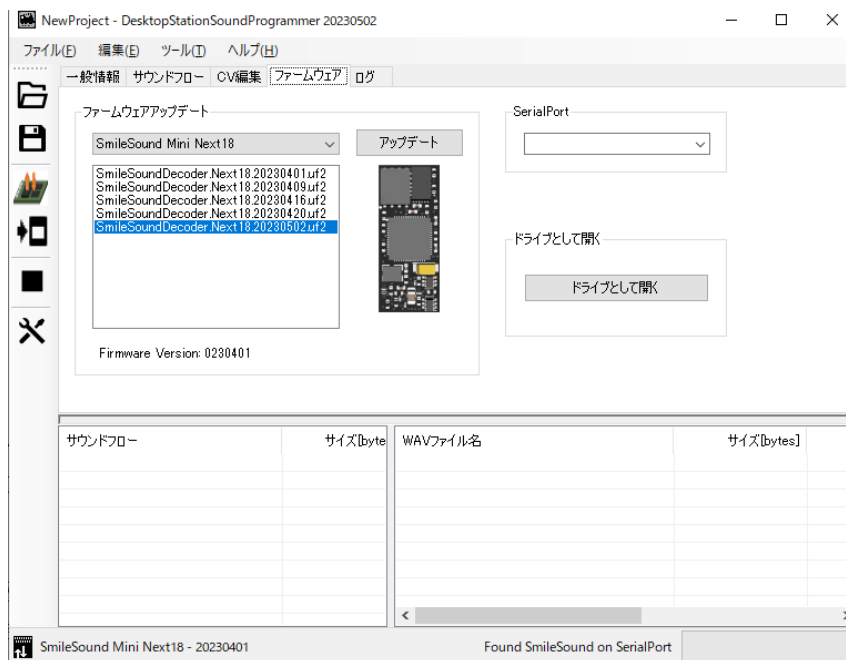 NewProject - DesktopStationSoundProgrammer 20230502
ファイル(F) 編集(E) ツール(T) ヘルプ(H)
一般情報 サウンドフロー CV編集 ファームウェア ログ
ファームウェアアップデート
SmileSound Mini Next18
アップデート
SmileSoundDecoder.Next18.20230401.uf2
SmileSoundDecoder.Next18.20230409.uf2
SmileSoundDecoder.Next18.20230416.uf2
SmileSoundDecoder.Next18.20230420.uf2
SmileSoundDecoder.Next18.20230502.uf2
Firmware Version: 0230401
SerialPort
ドライブとして開く
ドライブとして開く
サウンドフロー サイズ[byte
WAVファイル名 サイズ[bytes]
SmileSound Mini Next18 - 20230401
Found SmileSound on SerialPort